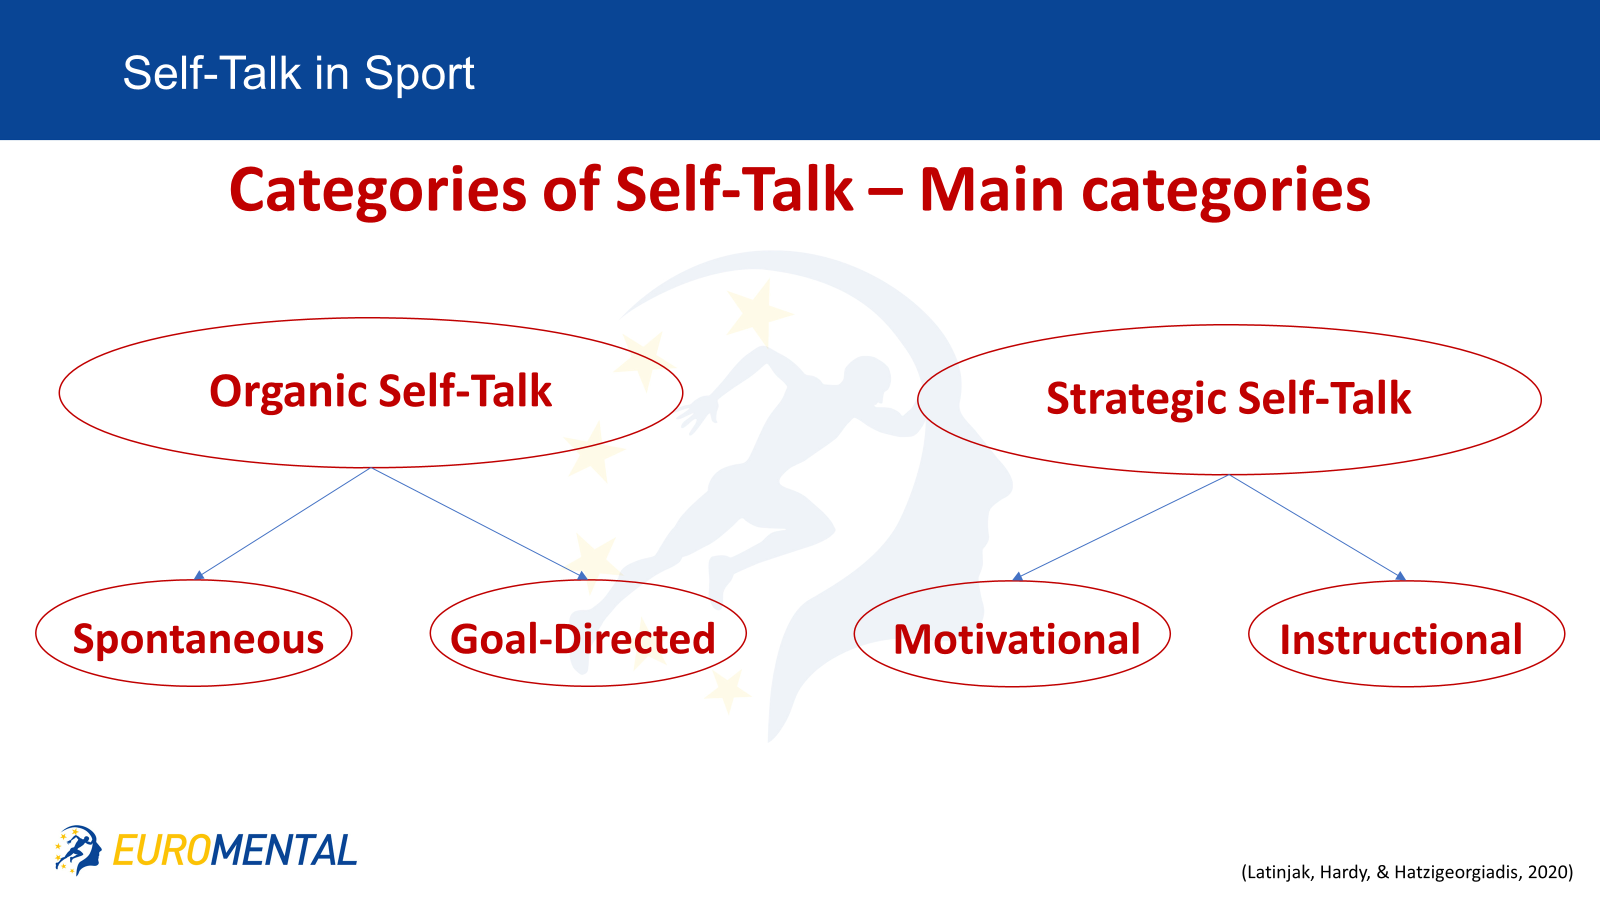 Self-Talk in Sport
Categories of Self-Talk – Main categories
Organic Self-Talk
Strategic Self-Talk
Spontaneous
Goal-Directed
Motivational
Instructional
EUROMENTAL
(Latinjak, Hardy, & Hatzigeorgiadis, 2020)